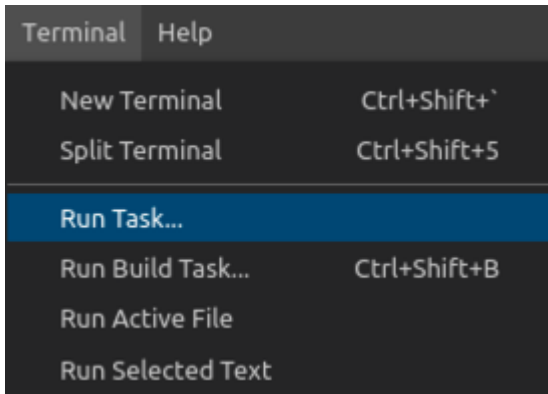 Terminal Help
New Terminal Ctrl+Shift+`
Split Terminal Ctrl+Shift+5
Run Task...
Run Build Task... Ctrl+Shift+B
Run Active File
Run Selected Text